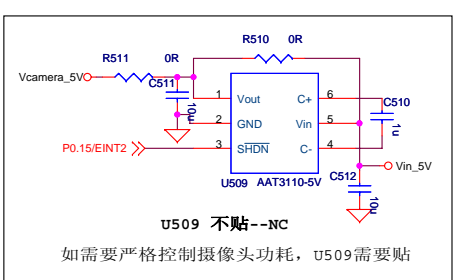 R510 0R
R511 0R
Vcamera_5V
C511
10u
1 Vout C+ 6
2 GND Vin 5
3 SHDN C- 4
C510
1u
P0.15/EINT2
Vin_5V
U509 AAT3110-5V
C512
10u
U509 不贴--NC
如需要严格控制摄像头功耗，U509需要贴